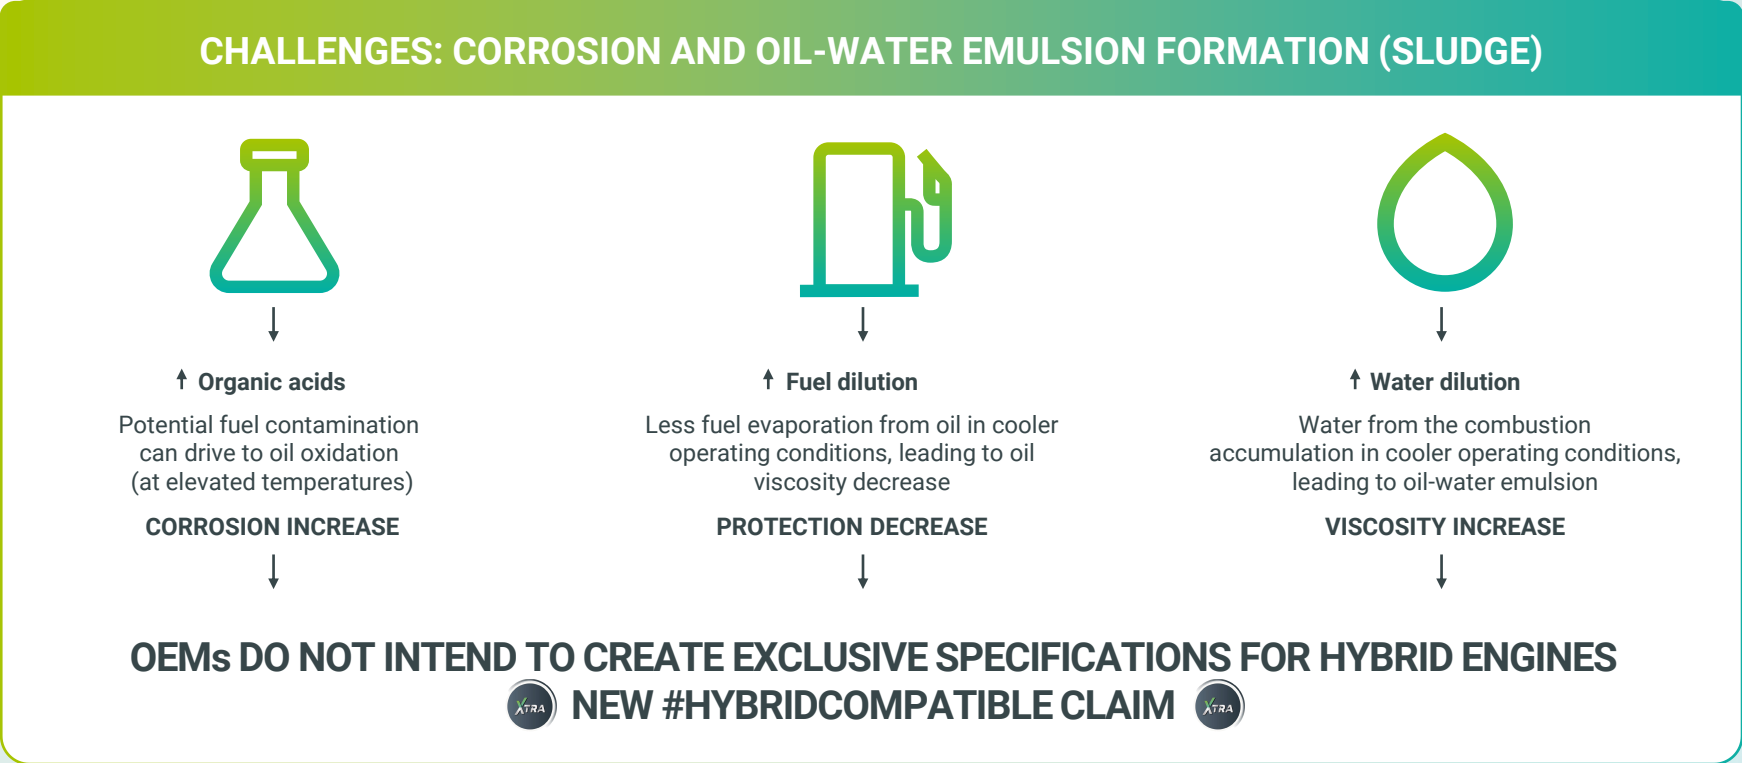 CHALLENGES: CORROSION AND OIL-WATER EMULSION FORMATION (SLUDGE)
Organic acids
Potential fuel contamination
can drive to oil oxidation
(at elevated temperatures)
CORROSION INCREASE
Fuel dilution
Less fuel evaporation from oil in cooler
operating conditions, leading to oil
viscosity decrease
PROTECTION DECREASE
Water dilution
Water from the combustion
accumulation in cooler operating conditions,
leading to oil-water emulsion
VISCOSITY INCREASE
OEMs DO NOT INTEND TO CREATE EXCLUSIVE SPECIFICATIONS FOR HYBRID ENGINES
XTRA NEW #HYBRIDCOMPATIBLE CLAIM XTRA